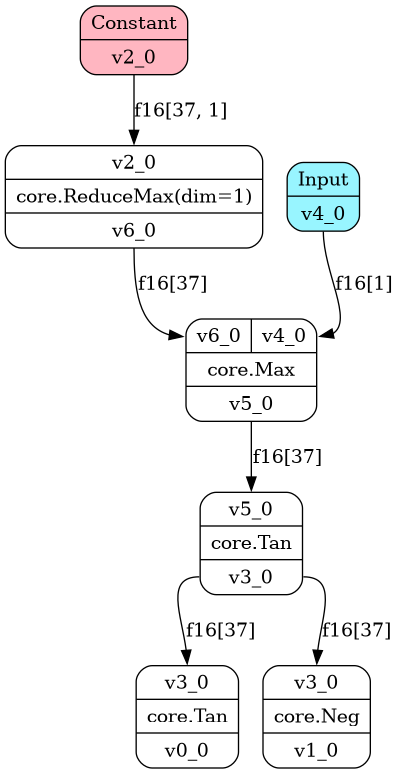 Constant
v2_0
f16[37, 1]
v2_0
core.ReduceMax(dim=1)
v6_0
Input
v4_0
f16[37]
f16[1]
v6_0 v4_0
core.Max
v5_0
f16[37]
v5_0
core.Tan
v3_0
f16[37]
f16[37]
v3_0
core.Tan
v0_0
v3_0
core.Neg
v1_0